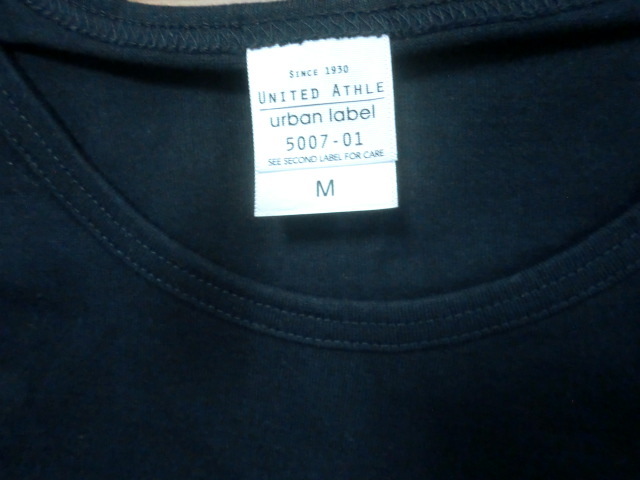 SINCE 1930
UNITED ATHLE
urban label
5007-01
SEE SECOND LABEL FOR CARE
M